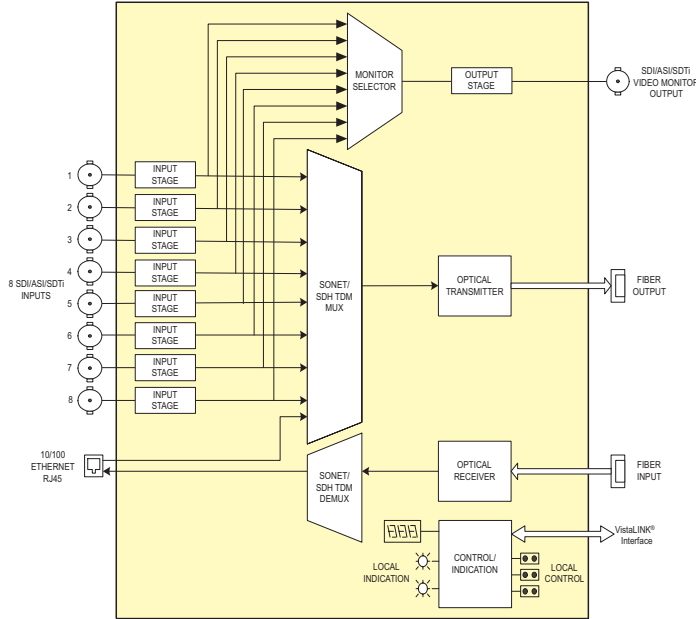 MONITOR
SELECTOR
OUTPUT
STAGE
SDI/ASI/SDTi
VIDEO MONITOR
OUTPUT
1
INPUT
STAGE
2
INPUT
STAGE
3
INPUT
STAGE
4
INPUT
STAGE
8 SDI/ASI/SDTi
INPUTS
5
INPUT
STAGE
6
INPUT
STAGE
7
INPUT
STAGE
8
INPUT
STAGE
SONET/
SDH TDM
MUX
OPTICAL
TRANSMITTER
FIBER
OUTPUT
10/100
ETHERNET
RJ45
SONET/
SDH TDM
DEMUX
OPTICAL
RECEIVER
FIBER
INPUT
VistaLINK®
Interface
CONTROL/
INDICATION
LOCAL
INDICATION
LOCAL
CONTROL